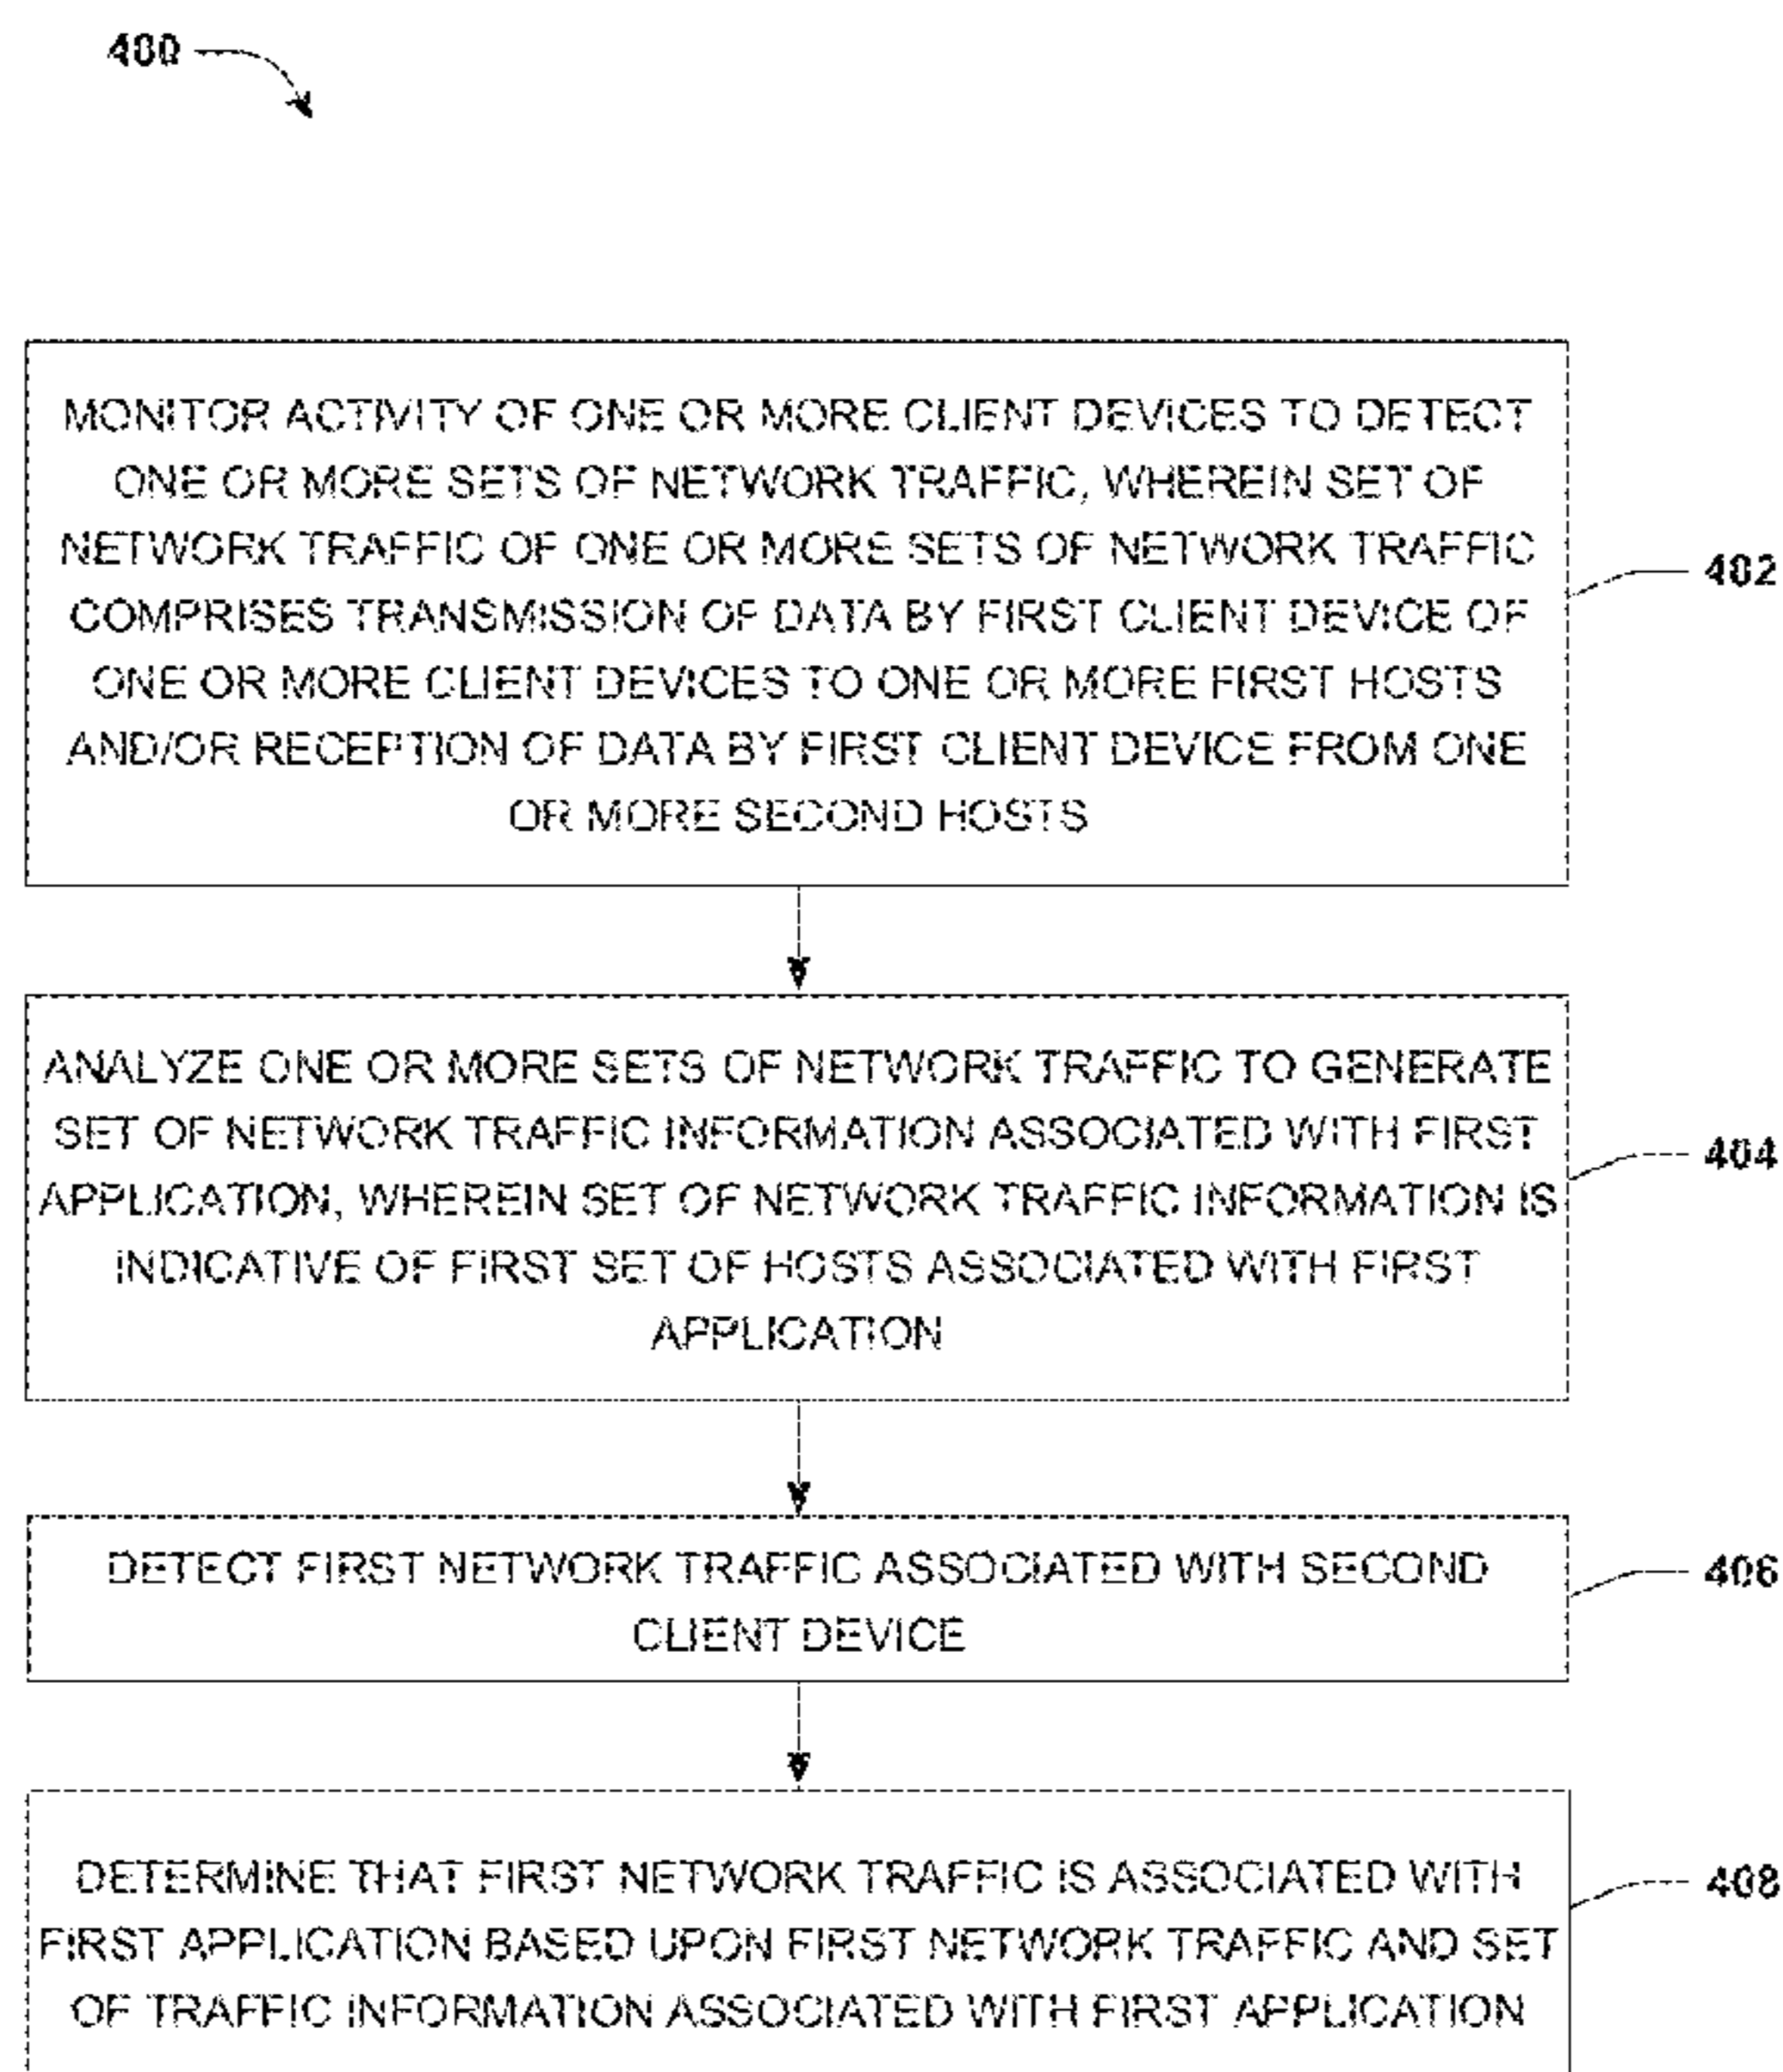 400
MONITOR ACTIVITY OF ONE OR MORE CLIENT DEVICES TO DETECT
ONE OR MORE SETS OF NETWORK TRAFFIC, WHEREIN SET OF
NETWORK TRAFFIC OF ONE OR MORE SETS OF NETWORK TRAFFIC
COMPRISES TRANSMISSION OF DATA BY FIRST CLIENT DEVICE OF
ONE OR MORE CLIENT DEVICES TO ONE OR MORE FIRST HOSTS
AND/OR RECEPTION OF DATA BY FIRST CLIENT DEVICE FROM ONE
OR MORE SECOND HOSTS
402
ANALYZE ONE OR MORE SETS OF NETWORK TRAFFIC TO GENERATE
SET OF NETWORK TRAFFIC INFORMATION ASSOCIATED WITH FIRST
APPLICATION, WHEREIN SET OF NETWORK TRAFFIC INFORMATION IS
INDICATIVE OF FIRST SET OF HOSTS ASSOCIATED WITH FIRST
APPLICATION
404
DETECT FIRST NETWORK TRAFFIC ASSOCIATED WITH SECOND
CLIENT DEVICE
406
DETERMINE THAT FIRST NETWORK TRAFFIC IS ASSOCIATED WITH
FIRST APPLICATION BASED UPON FIRST NETWORK TRAFFIC AND SET
OF TRAFFIC INFORMATION ASSOCIATED WITH FIRST APPLICATION
408